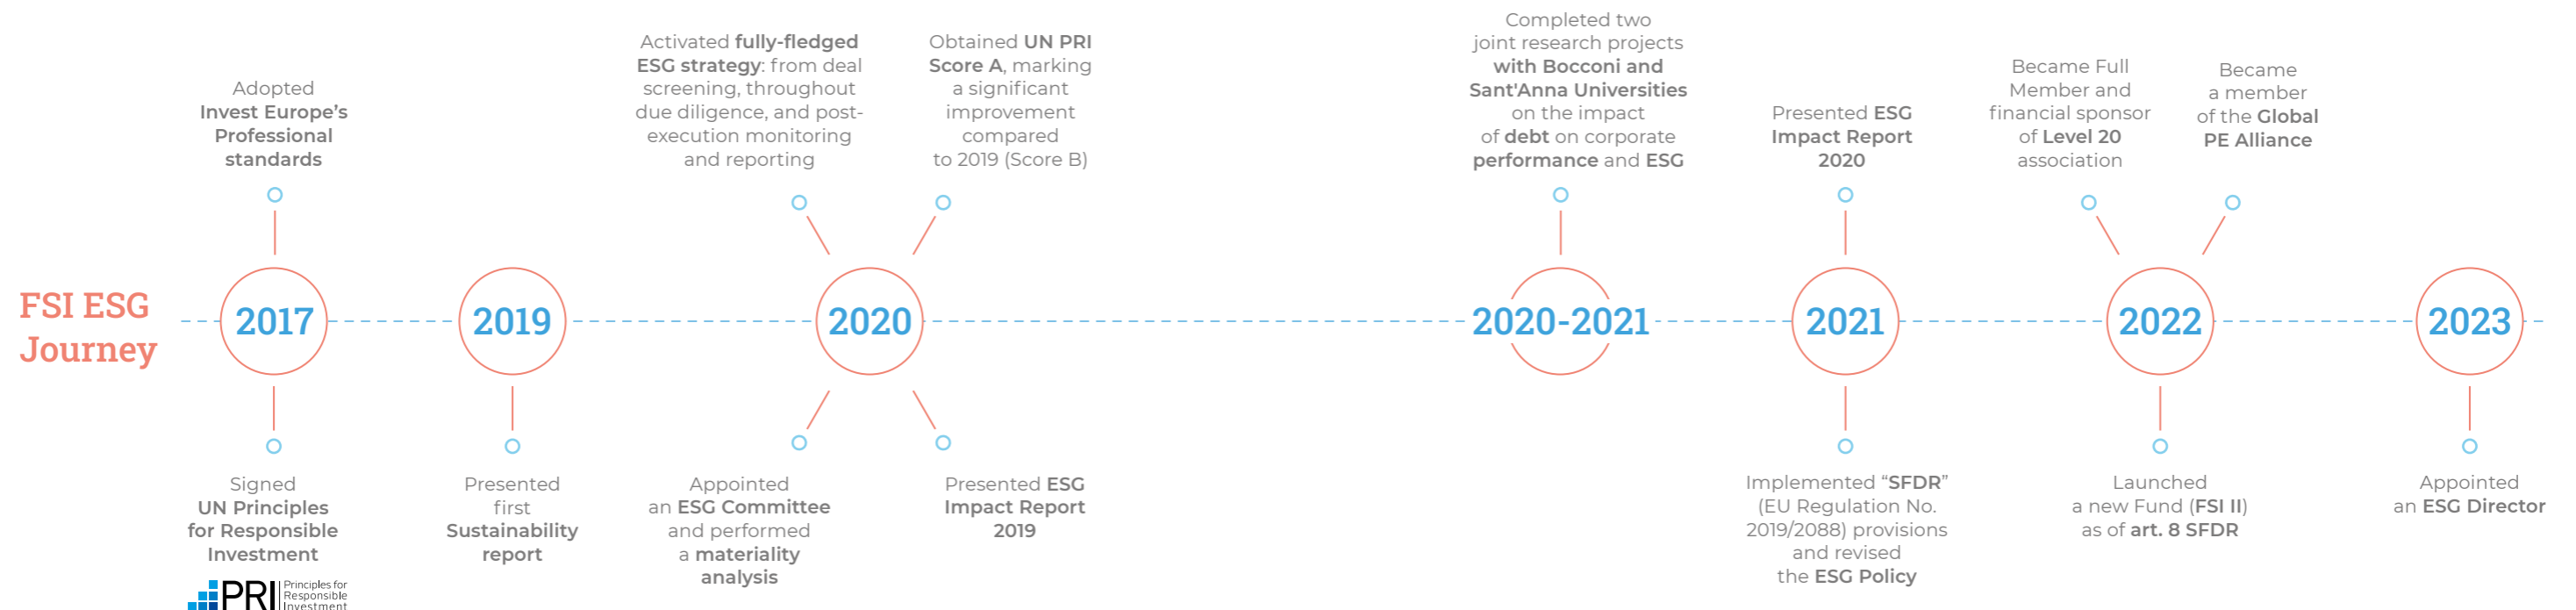 FSI ESG
Journey
2017
Adopted
Invest Europe’s
Professional
standards
Signed
UN Principles
for Responsible
Investment
PRI
Principles for
Responsible
Investment
2019
Presented
first
Sustainability
report
2020
Activated fully-fledged
ESG strategy: from deal
screening, throughout
due diligence, and post-
execution monitoring
and reporting
Obtained UN PRI
Score A, marking
a significant
improvement
compared
to 2019 (Score B)
Appointed
an ESG Committee
and performed
a materiality
analysis
Presented ESG
Impact Report
2019
2020-2021
Completed two
joint research projects
with Bocconi and
Sant'Anna Universities
on the impact
of debt on corporate
performance and ESG
2021
Presented ESG
Impact Report
2020
Implemented “SFDR”
(EU Regulation No.
2019/2088) provisions
and revised
the ESG Policy
2022
Became Full
Member and
financial sponsor
of Level 20
association
Became
a member
of the Global
PE Alliance
Launched
a new Fund (FSI II)
as of art. 8 SFDR
2023
Appointed
an ESG Director